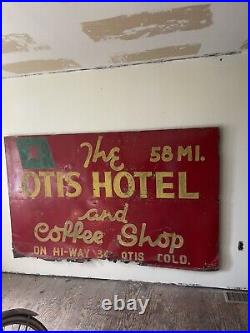 The 58 MI.
OTIS HOTEL
and
Coffee Shop
ON HI-WAY 34 OTIS COLO.